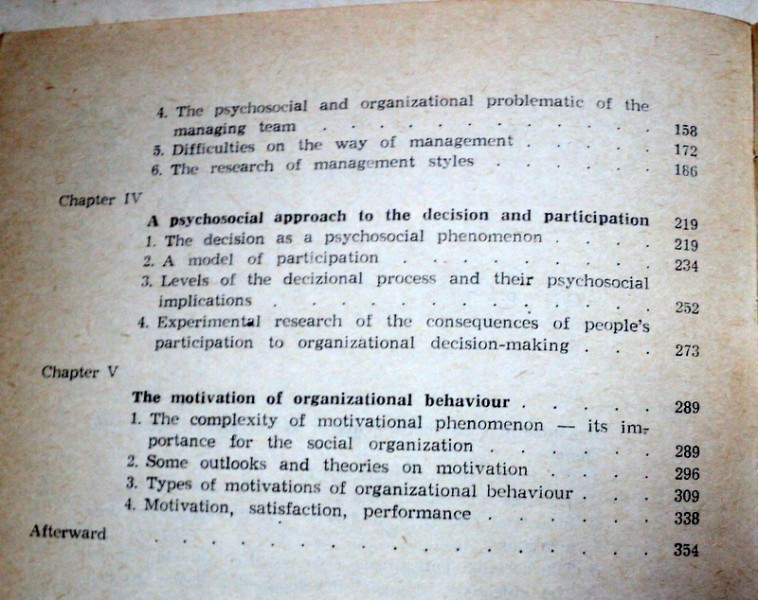 4. The psychosocial and organizational problematic of the
managing team . . . . . . . . . . . 158
5. Difficulties on the way of management . . . . . 172
6. The research of management styles . . . . . . 186
Chapter IV
A psychosocial approach to the decision and participation 219
1. The decision as a psychosocial phenomenon . . . . 219
2. A model of participation . . . . . . . . 234
3. Levels of the decizional process and their psychosocial
implications . . . . . . . . . . . 252
4. Experimental research of the consequences of people's
participation to organizational decision-making . . . 273
Chapter V
The motivation of organizational behaviour . . . . . 289
1. The complexity of motivational phenomenon — its im-
portance for the social organization . . . . . . 289
2. Some outlooks and theories on motivation . . . . 296
3. Types of motivations of organizational behaviour . . . 309
4. Motivation, satisfaction, performance . . . . . . 338
Afterward . . . . . . . . . . . . . . . 354